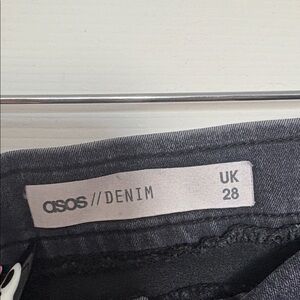 asos // DENIM
UK
28